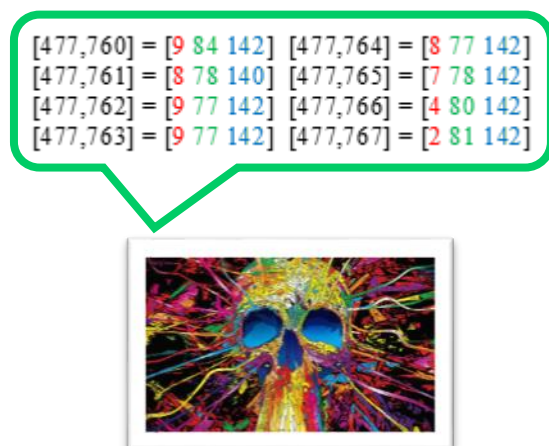 [477,760] = [9 84 142] [477,764] = [8 77 142]
[477,761] = [8 78 140] [477,765] = [7 78 142]
[477,762] = [9 77 142] [477,766] = [4 80 142]
[477,763] = [9 77 142] [477,767] = [2 81 142]